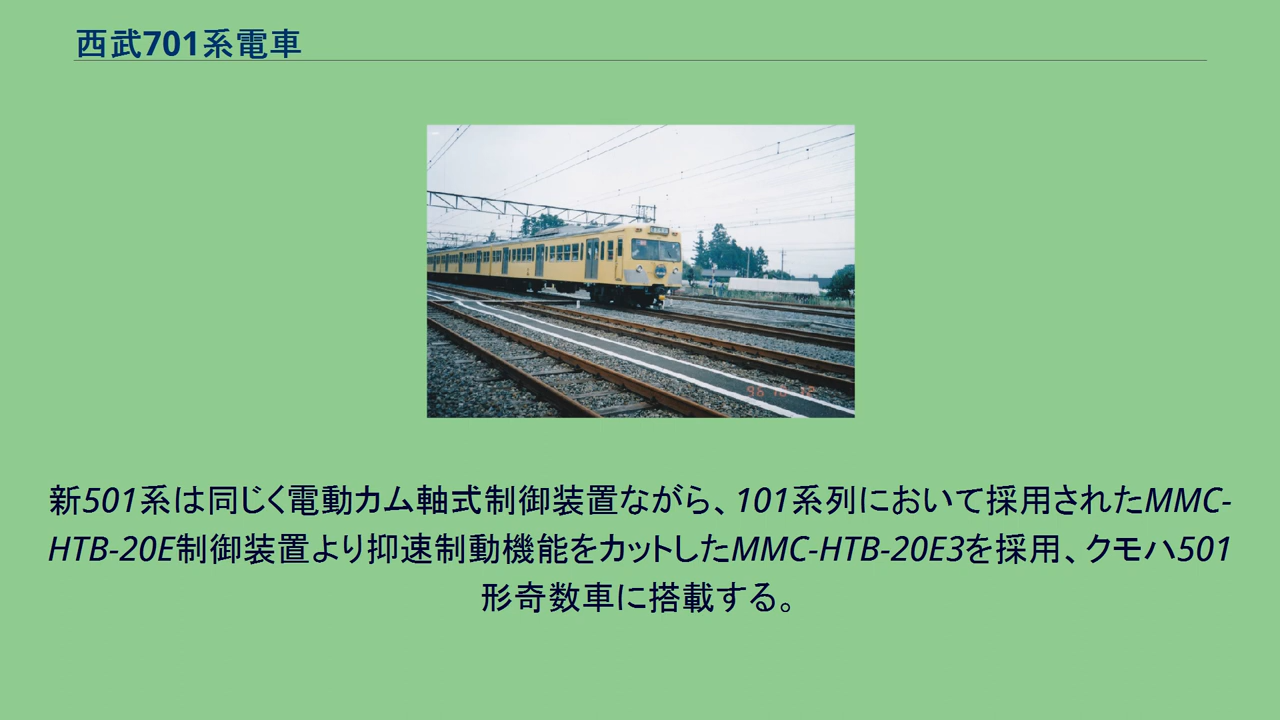 西武701系電車
新501系は同じく電動カム軸式制御装置ながら、101系列において採用されたMMC-
HTB-20E制御装置より抑速制動機能をカットしたMMC-HTB-20E3を採用、クモハ501
形奇数車に搭載する。